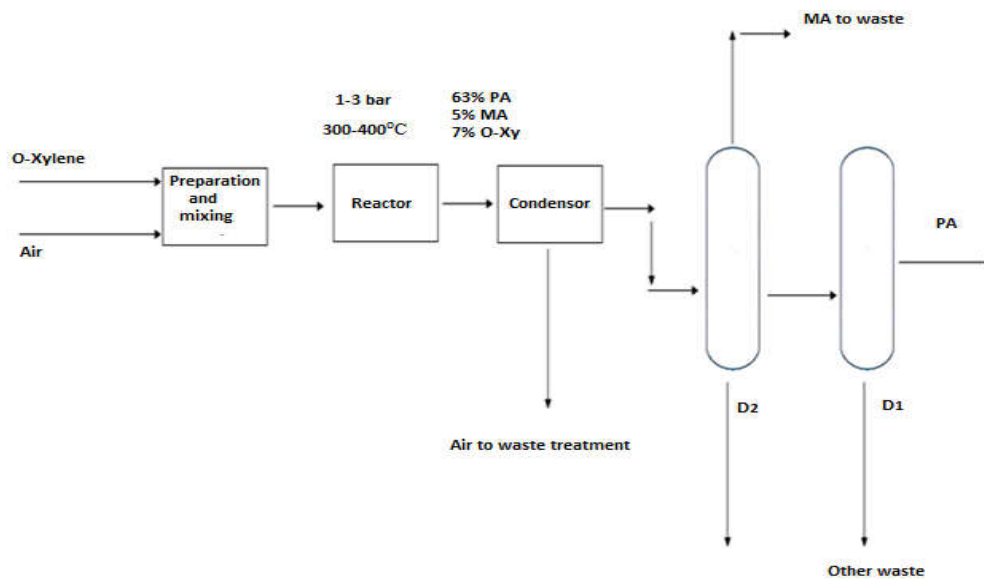 MA to waste
1-3 bar
300-400°C
63% PA
5% MA
7% O-Xy
O-Xylene
Air
Preparation
and
mixing
Reactor
Condensor
PA
D2
D1
Air to waste treatment
Other waste